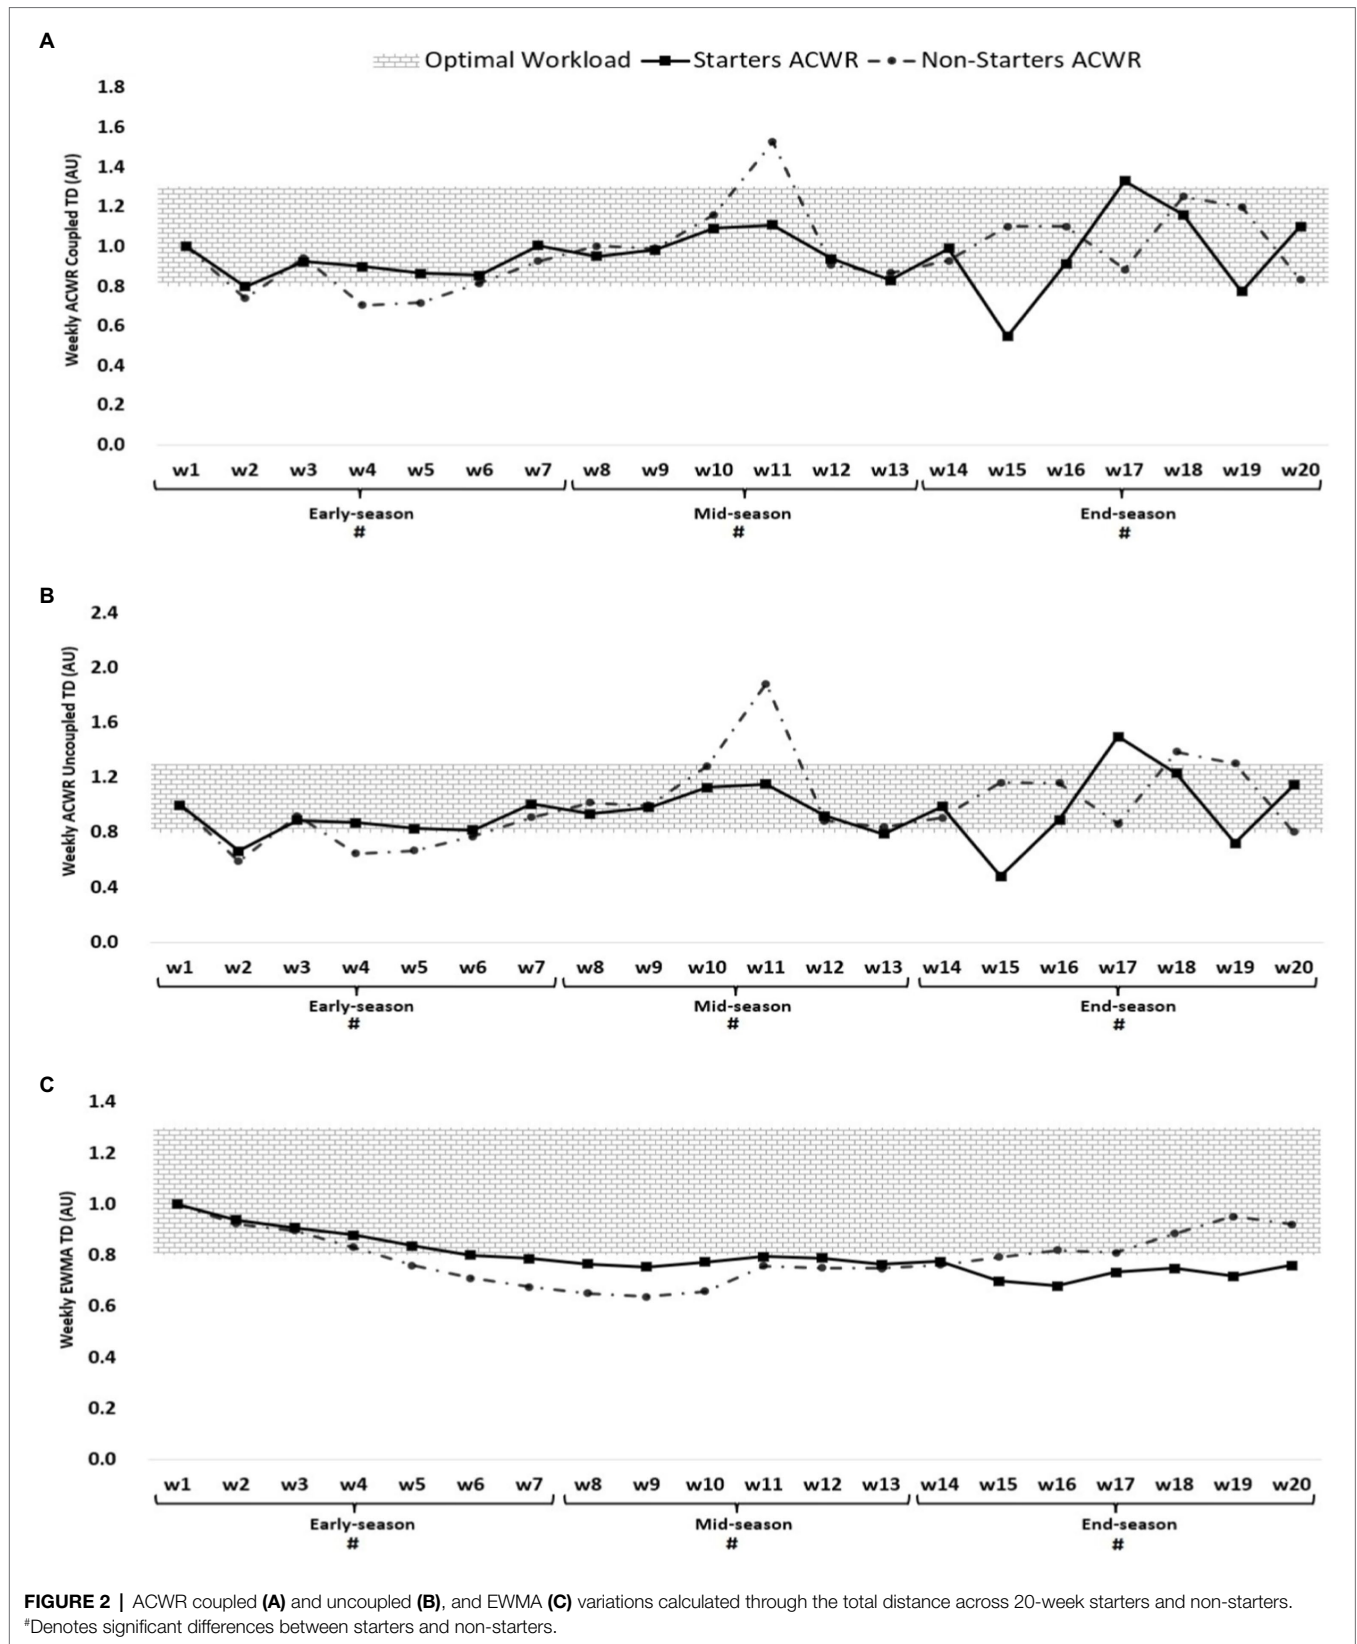 A
Optimal Workload Starters ACWR Non-Starters ACWR
Weekly ACWR Coupled TD (AU)
1.8
1.6
1.4
1.2
1.0
0.8
0.6
0.4
0.2
0.0
w1 w2 w3 w4 w5 w6 w7 w8 w9 w10 w11 w12 w13 w14 w15 w16 w17 w18 w19 w20
Early-season Mid-season End-season
# # #
B
Weekly ACWR Uncoupled TD (AU)
2.4
2.0
1.6
1.2
0.8
0.4
0.0
w1 w2 w3 w4 w5 w6 w7 w8 w9 w10 w11 w12 w13 w14 w15 w16 w17 w18 w19 w20
Early-season Mid-season End-season
# # #
C
Weekly EWMA TD (AU)
1.4
1.2
1.0
0.8
0.6
0.4
0.2
0.0
w1 w2 w3 w4 w5 w6 w7 w8 w9 w10 w11 w12 w13 w14 w15 w16 w17 w18 w19 w20
Early-season Mid-season End-season
# # #
FIGURE 2 | ACWR coupled (A) and uncoupled (B), and EWMA (C) variations calculated through the total distance across 20-week starters and non-starters.
#Denotes significant differences between starters and non-starters.